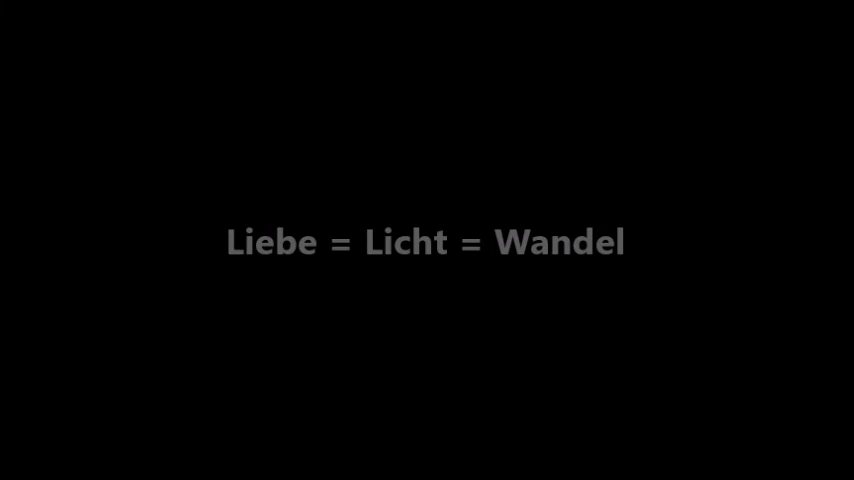 Liebe = Licht = Wandel